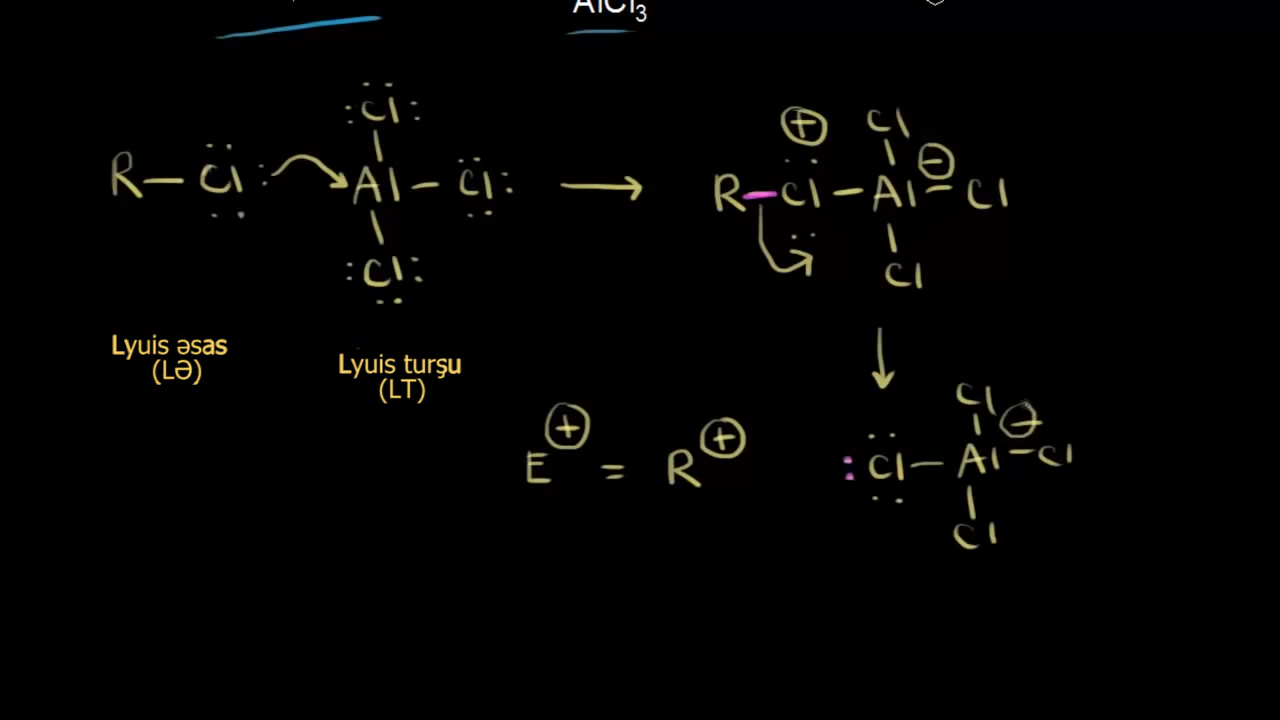 AlCl₃
R—Cl: Al—Cl: → R—Cl—Al—Cl
:Cl:
:Cl:
⊕
Cl
⊖
Cl
Lyuis əsas
(LƏ)
Lyuis turşu
(LT)
E⊕ = R⊕
:Cl—Al—Cl
Cl
⊖
Cl